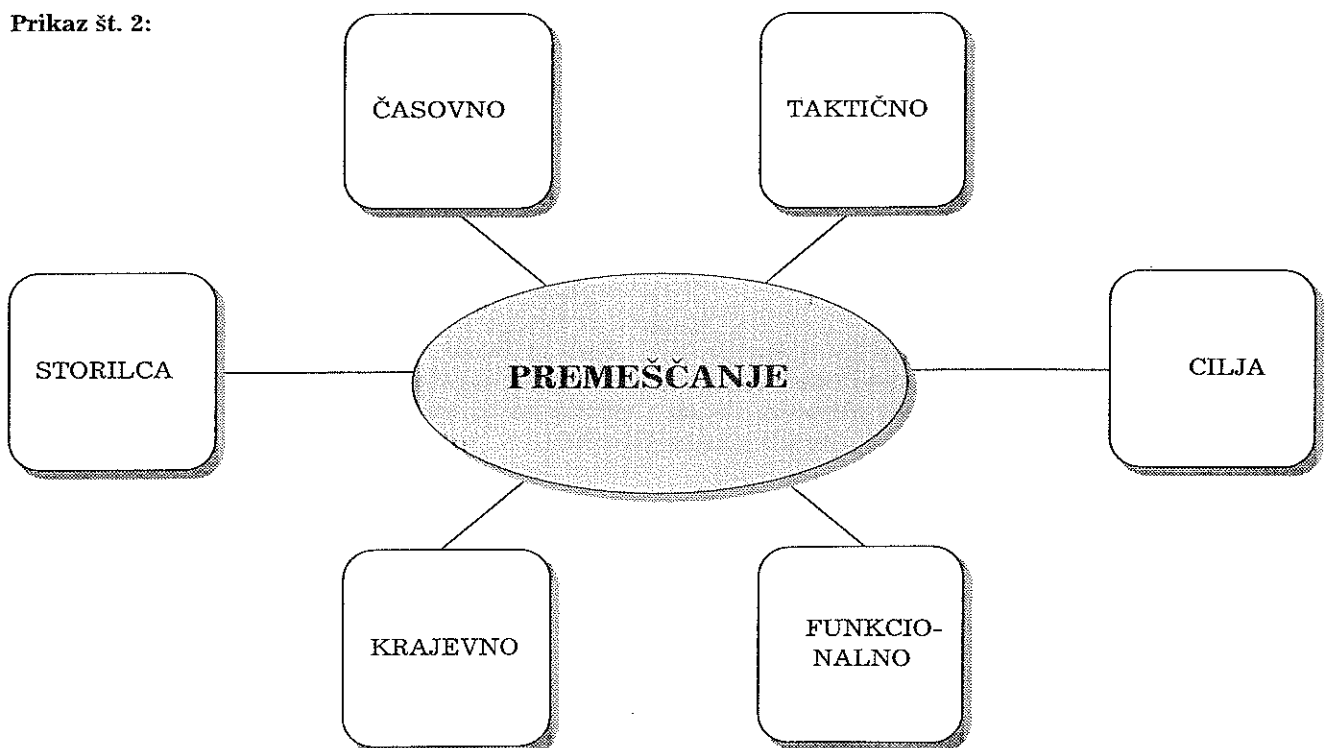 Prikaz št. 2:
ČASOVNO
TAKTIČNO
STORILCA
PREMEŠČANJE
CILJA
KRAJEVNO
FUNKCIO-
NALNO